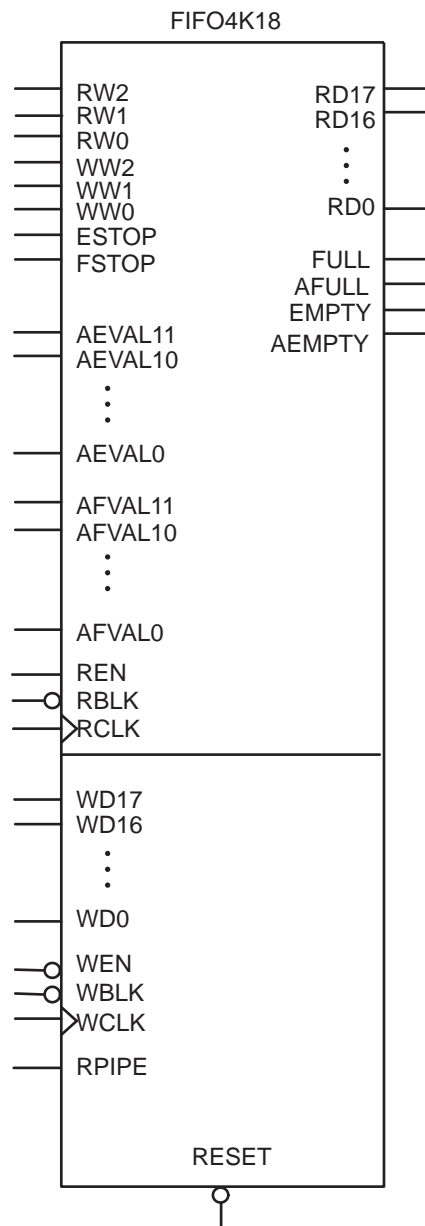 FIFO4K18
RW2
RW1
RW0
WW2
WW1
WW0
ESTOP
FSTOP
AEVAL11
AEVAL10
AEVAL0
AFVAL11
AFVAL10
AFVAL0
REN
RBLK
RCLK
RD17
RD16
RD0
FULL
AFULL
EMPTY
AEMPTY
WD17
WD16
WD0
WEN
WBLK
WCLK
RPIPE
RESET